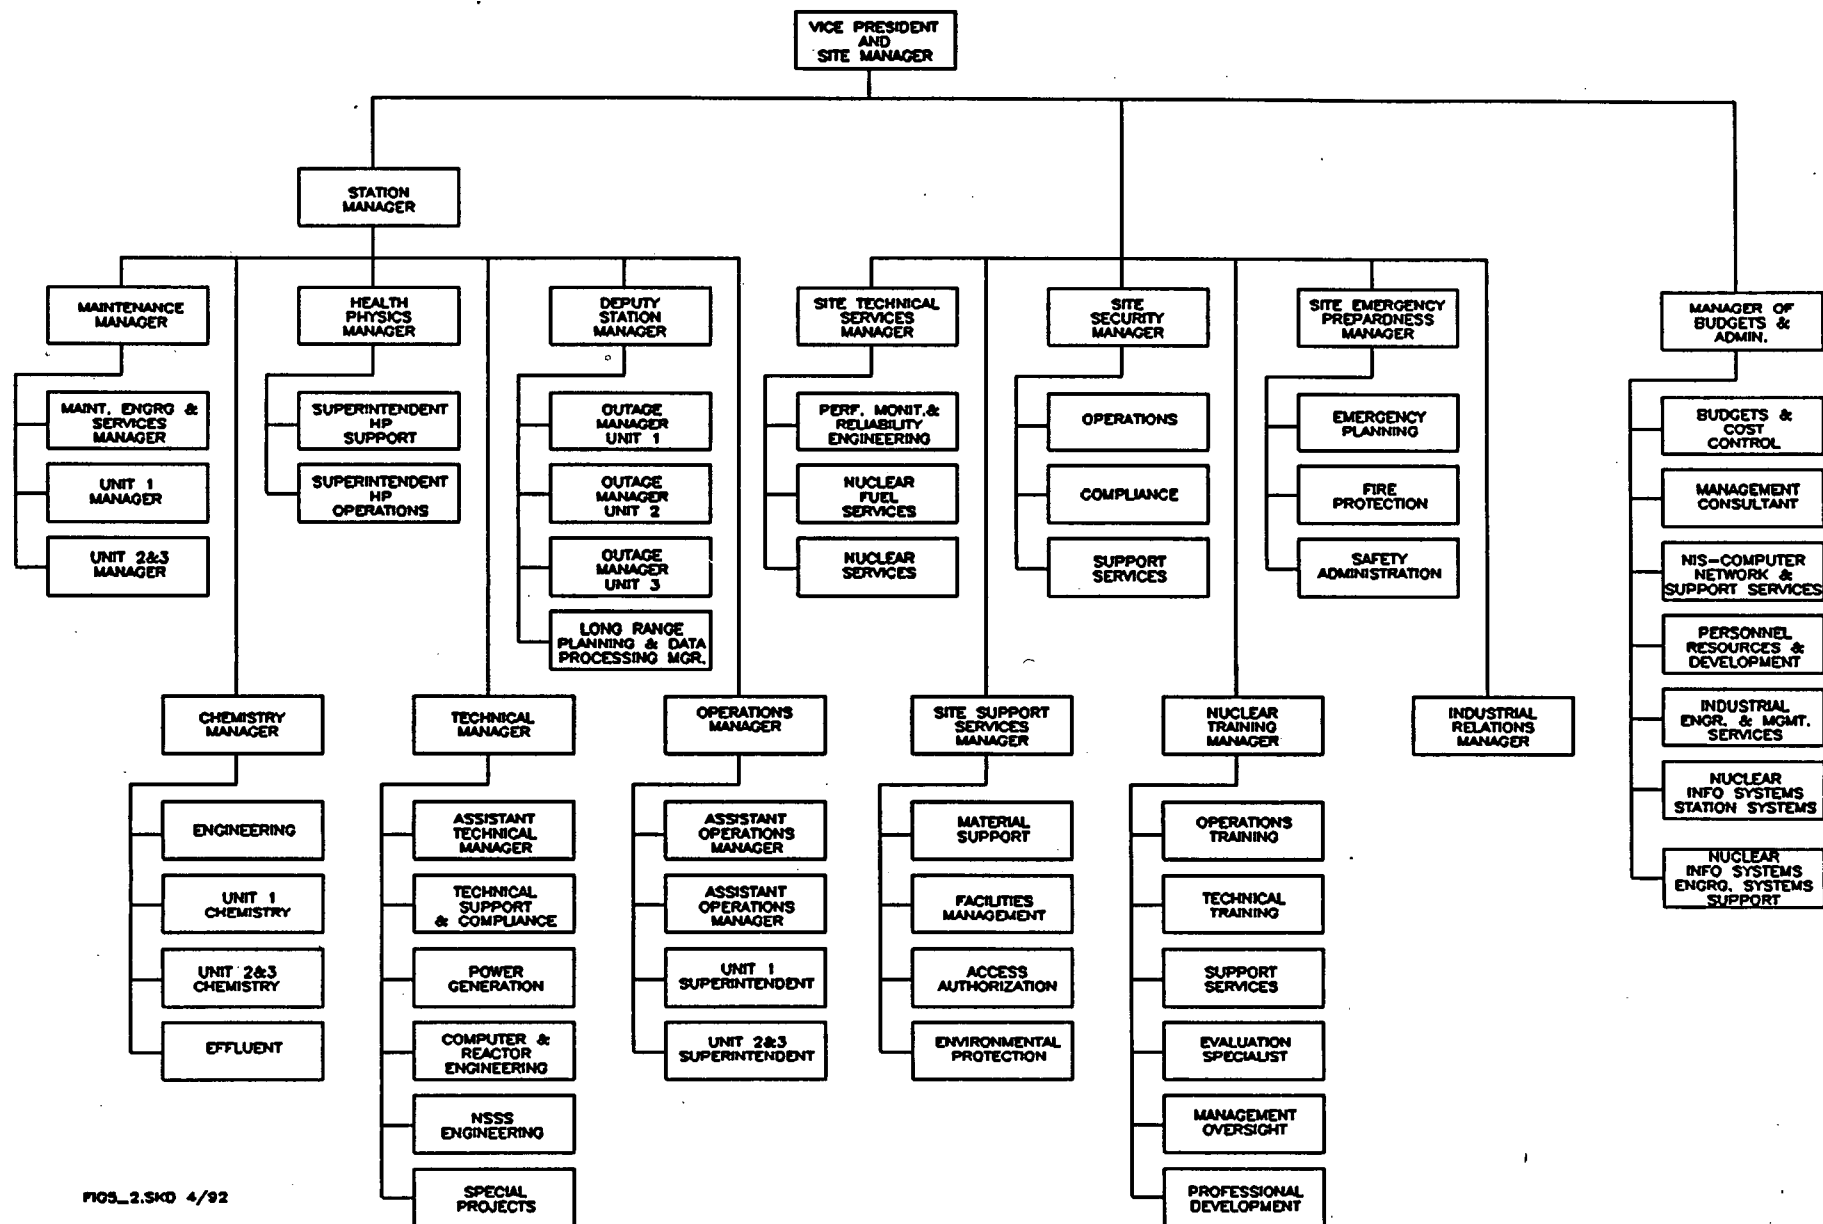 VICE PRESIDENT
AND
SITE MANAGER
STATION
MANAGER
MAINTENANCE
MANAGER
HEALTH
PHYSICS
MANAGER
DEPUTY
STATION
MANAGER
SITE TECHNICAL
SERVICES
MANAGER
SITE
SECURITY
MANAGER
SITE EMERGENCY
PREPARDNESS
MANAGER
MANAGER OF
BUDGETS &
ADMIN.
MAINT. ENGRG &
SERVICES
MANAGER
UNIT 1
MANAGER
UNIT 2&3
MANAGER
SUPERINTENDENT
HP
SUPPORT
SUPERINTENDENT
HP
OPERATIONS
OUTAGE
MANAGER
UNIT 1
OUTAGE
MANAGER
UNIT 2
OUTAGE
MANAGER
UNIT 3
LONG RANGE
PLANNING & DATA
PROCESSING MGR.
PERF. MONIT.&
RELIABILITY
ENGINEERING
NUCLEAR
FUEL
SERVICES
NUCLEAR
SERVICES
OPERATIONS
COMPLIANCE
SUPPORT
SERVICES
EMERGENCY
PLANNING
FIRE
PROTECTION
SAFETY
ADMINISTRATION
BUDGETS &
COST
CONTROL
MANAGEMENT
CONSULTANT
NIS-COMPUTER
NETWORK &
SUPPORT SERVICES
PERSONNEL
RESOURCES &
DEVELOPMENT
INDUSTRIAL
ENGR. & MGMT.
SERVICES
NUCLEAR
INFO SYSTEMS
STATION SYSTEMS
NUCLEAR
INFO SYSTEMS
ENGRG. SYSTEMS
SUPPORT
CHEMISTRY
MANAGER
TECHNICAL
MANAGER
OPERATIONS
MANAGER
SITE SUPPORT
SERVICES
MANAGER
NUCLEAR
TRAINING
MANAGER
INDUSTRIAL
RELATIONS
MANAGER
ENGINEERING
UNIT 1
CHEMISTRY
UNIT 2&3
CHEMISTRY
EFFLUENT
ASSISTANT
TECHNICAL
MANAGER
TECHNICAL
SUPPORT
& COMPLIANCE
POWER
GENERATION
COMPUTER &
REACTOR
ENGINEERING
NSSS
ENGINEERING
SPECIAL
PROJECTS
ASSISTANT
OPERATIONS
MANAGER
ASSISTANT
OPERATIONS
MANAGER
UNIT 1
SUPERINTENDENT
UNIT 2&3
SUPERINTENDENT
MATERIAL
SUPPORT
FACILITIES
MANAGEMENT
ACCESS
AUTHORIZATION
ENVIRONMENTAL
PROTECTION
OPERATIONS
TRAINING
TECHNICAL
TRAINING
SUPPORT
SERVICES
EVALUATION
SPECIALIST
MANAGEMENT
OVERSIGHT
PROFESSIONAL
DEVELOPMENT
FIG5_2.SKD 4/92